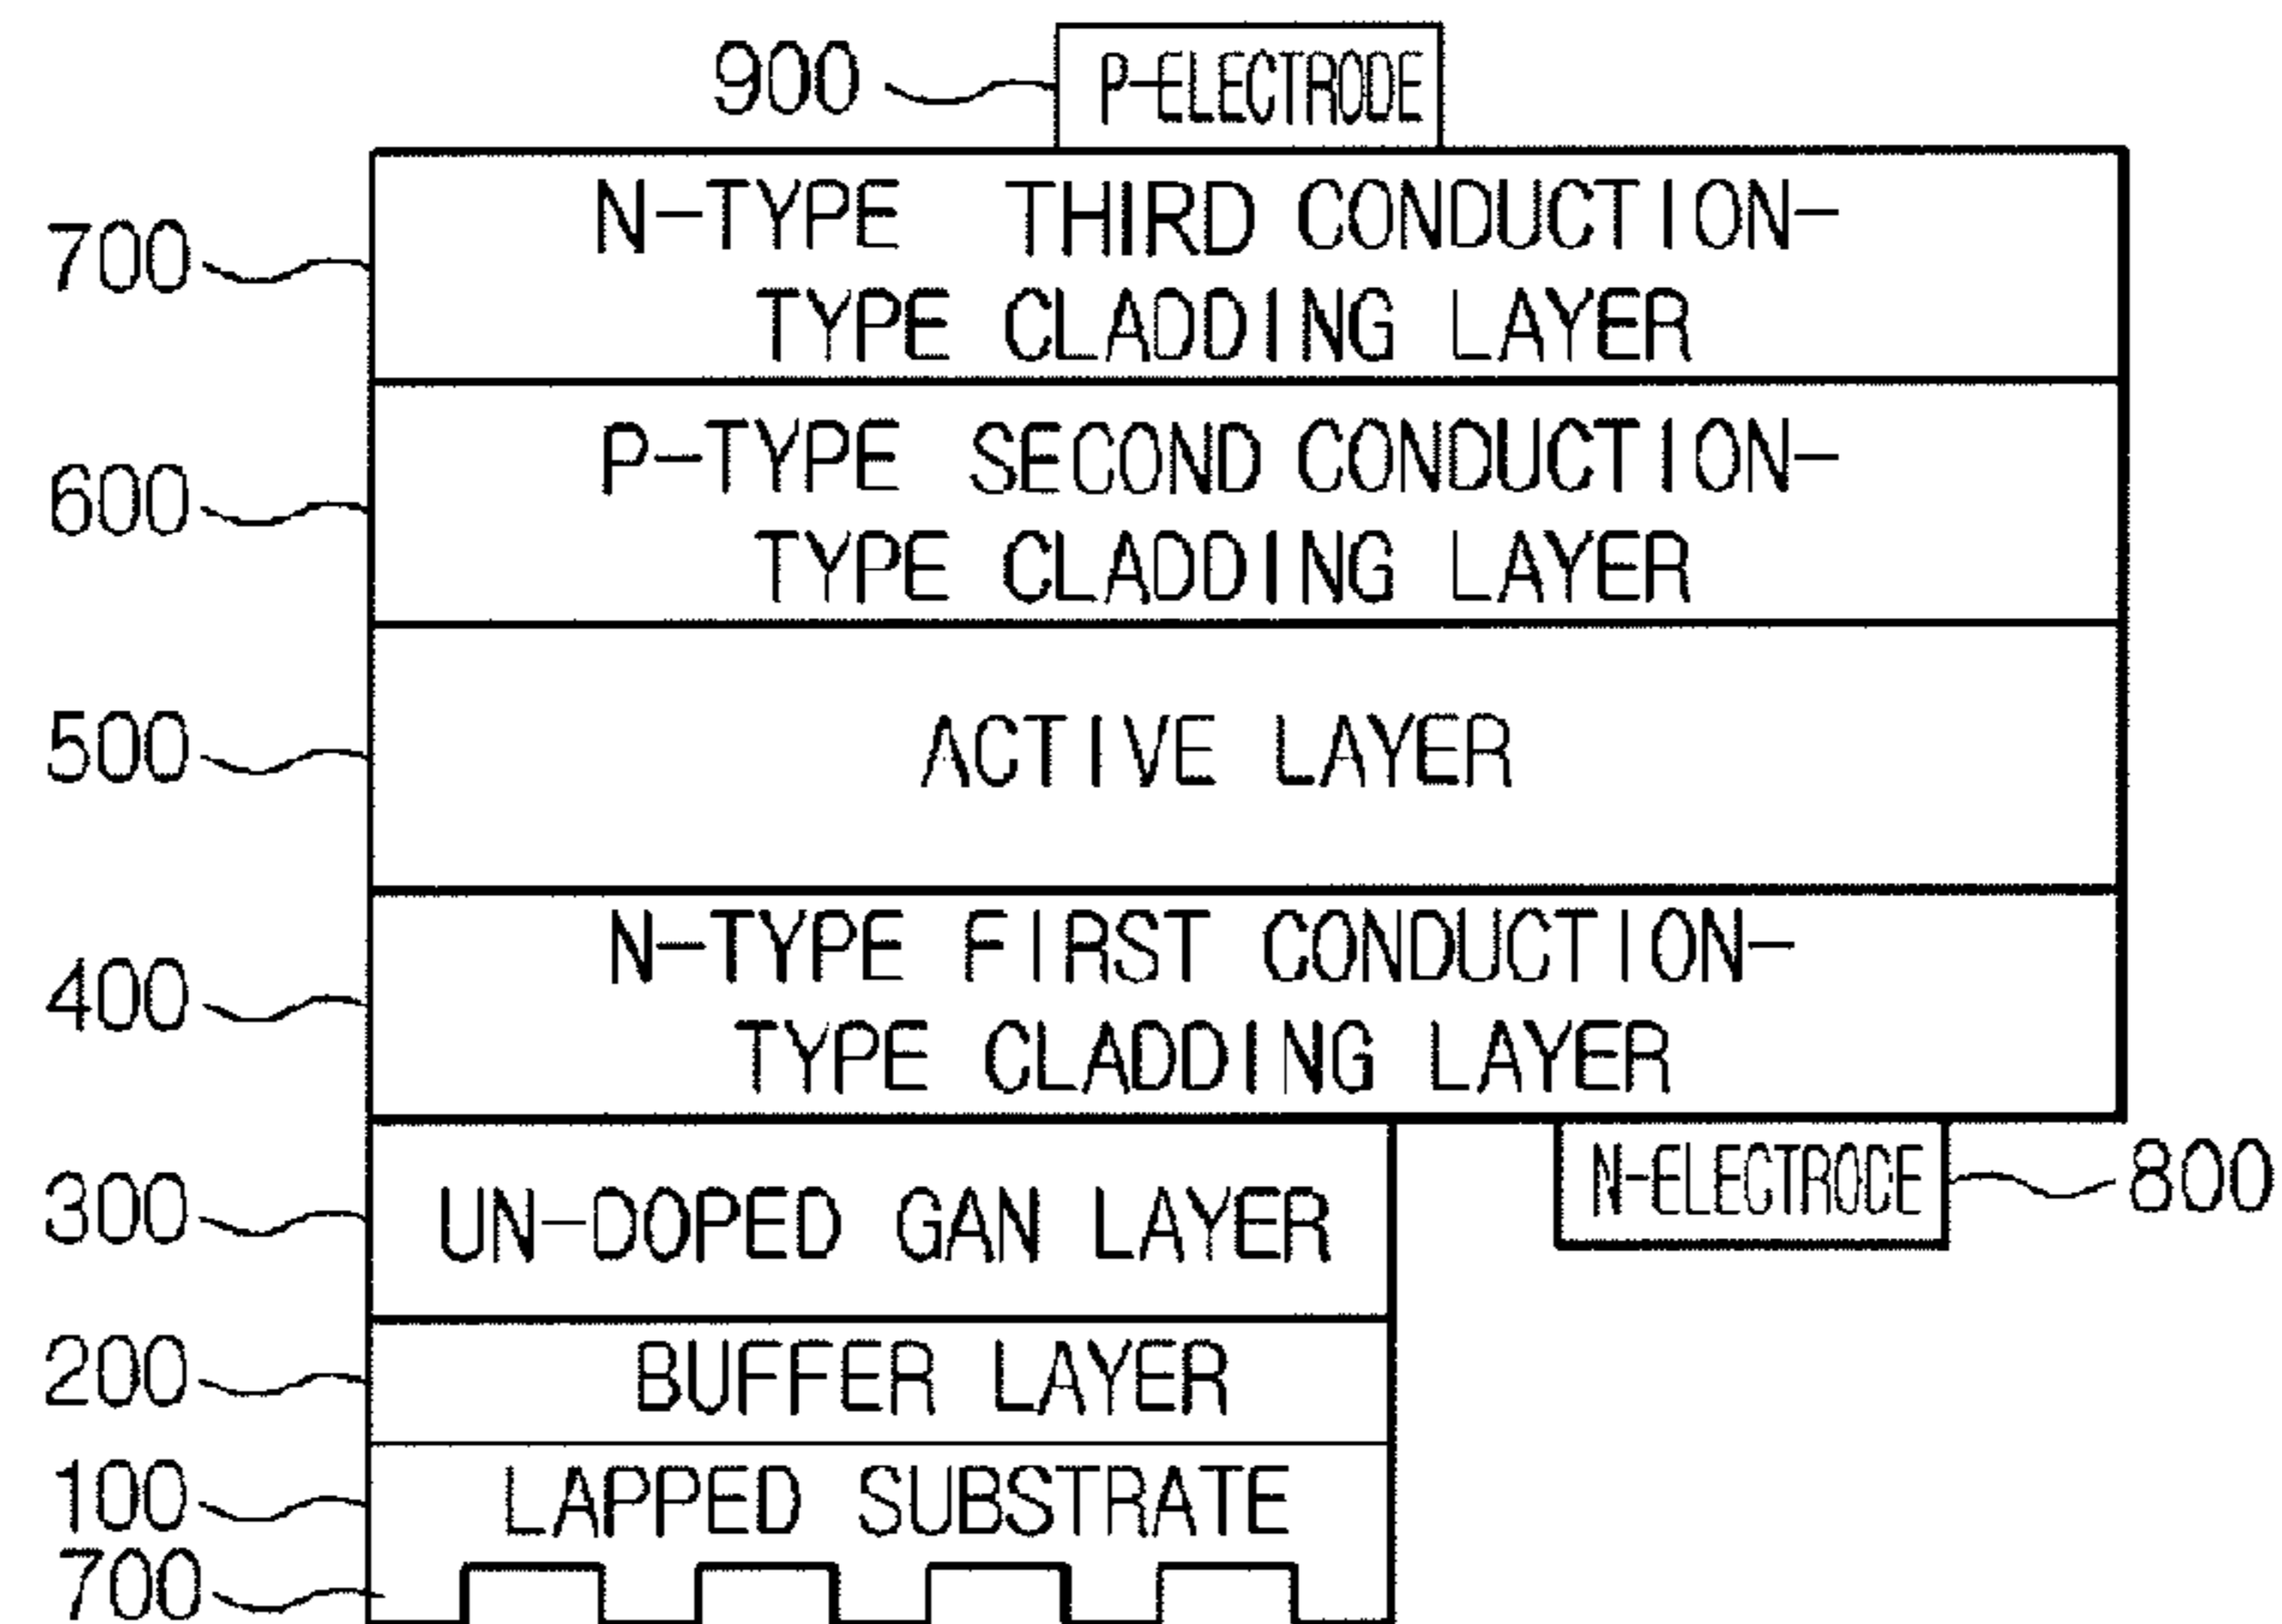 900 P-ELECTRODE
700 N-TYPE THIRD CONDUCTION-
TYPE CLADDING LAYER
600 P-TYPE SECOND CONDUCTION-
TYPE CLADDING LAYER
500 ACTIVE LAYER
400 N-TYPE FIRST CONDUCTION-
TYPE CLADDING LAYER
300 UN-DOPED GAN LAYER
N-ELECTRODE 800
200 BUFFER LAYER
100 LAPPED SUBSTRATE
700